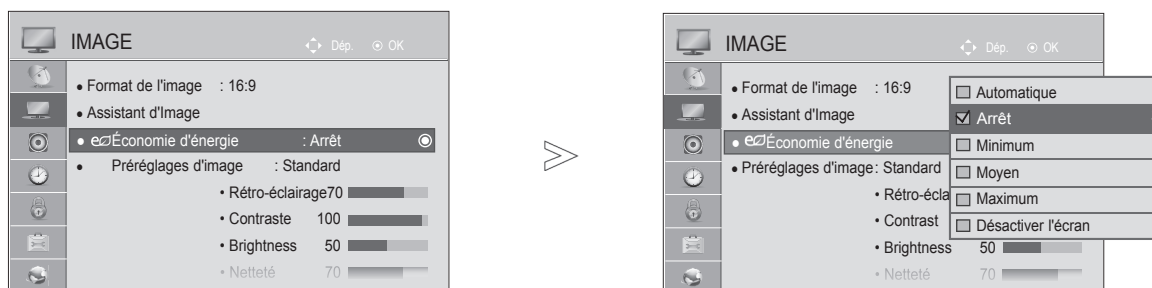 IMAGE
Dép. OK
• Format de l'image : 16:9
• Assistant d'Image
• e Économie d'énergie : Arrêt
• Préréglages d'image : Standard
• Rétro-éclairage70
• Contraste 100
• Brightness 50
• Netteté 70
IMAGE
Dép. OK
• Format de l'image : 16:9
• Assistant d'Image
• e Économie d'énergie
• Préréglages d'image: Standard
• Rétro-écla
• Contrast
• Brightness 50
• Netteté 70
Automatique
Arrêt
Minimum
Moyen
Maximum
Désactiver l'écran